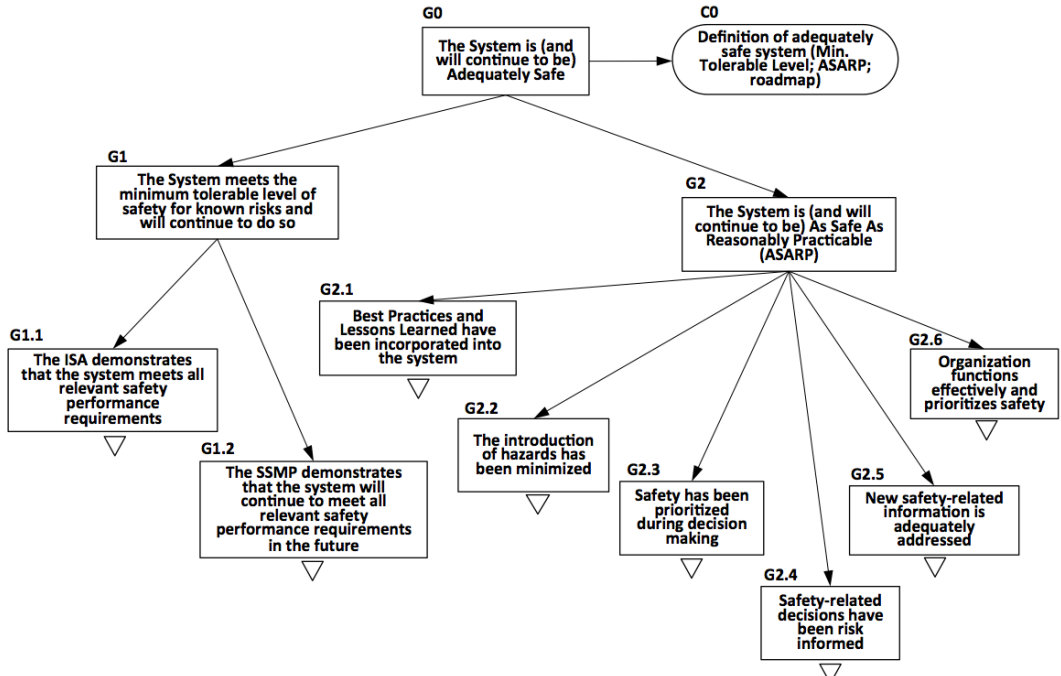 G0
The System is (and
will continue to be)
Adequately Safe
C0
Definition of adequately
safe system (Min.
Tolerable Level; ASARP;
roadmap)
G1
The System meets the
minimum tolerable level of
safety for known risks and
will continue to do so
G2
The System is (and will
continue to be) As Safe As
Reasonably Practicable
(ASARP)
G1.1
The ISA demonstrates
that the system meets all
relevant safety
performance
requirements
G1.2
The SSMP demonstrates
that the system will
continue to meet all
relevant safety
performance requirements
in the future
G2.1
Best Practices and
Lessons Learned have
been incorporated into
the system
G2.2
The introduction
of hazards has
been minimized
G2.3
Safety has been
prioritized
during decision
making
G2.4
Safety-related
decisions have
been risk
informed
G2.5
New safety-related
information is
adequately
addressed
G2.6
Organization
functions
effectively and
prioritizes safety